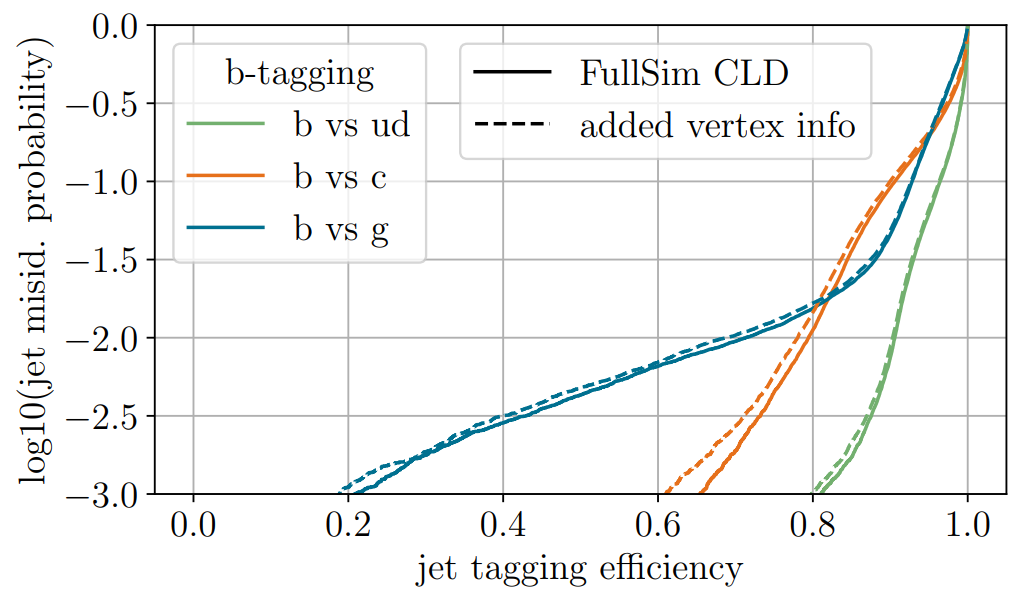 log10(jet misid. probability)
0.0
−0.5
−1.0
−1.5
−2.0
−2.5
−3.0
b-tagging
b vs ud
b vs c
b vs g
FullSim CLD
added vertex info
0.0 0.2 0.4 0.6 0.8 1.0
jet tagging efficiency